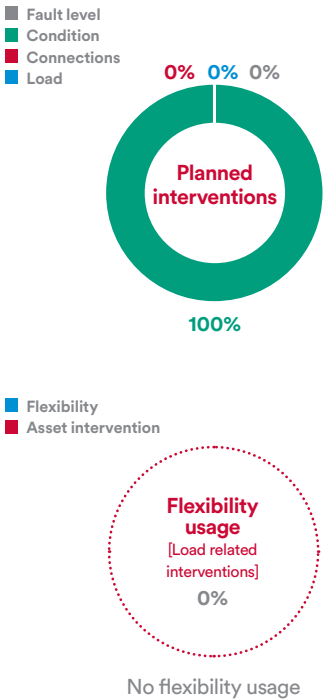 Fault level
Condition
Connections
Load
0% 0% 0%
Planned
interventions
100%
Flexibility
Asset intervention
Flexibility
usage
[Load related
interventions]
0%
No flexibility usage